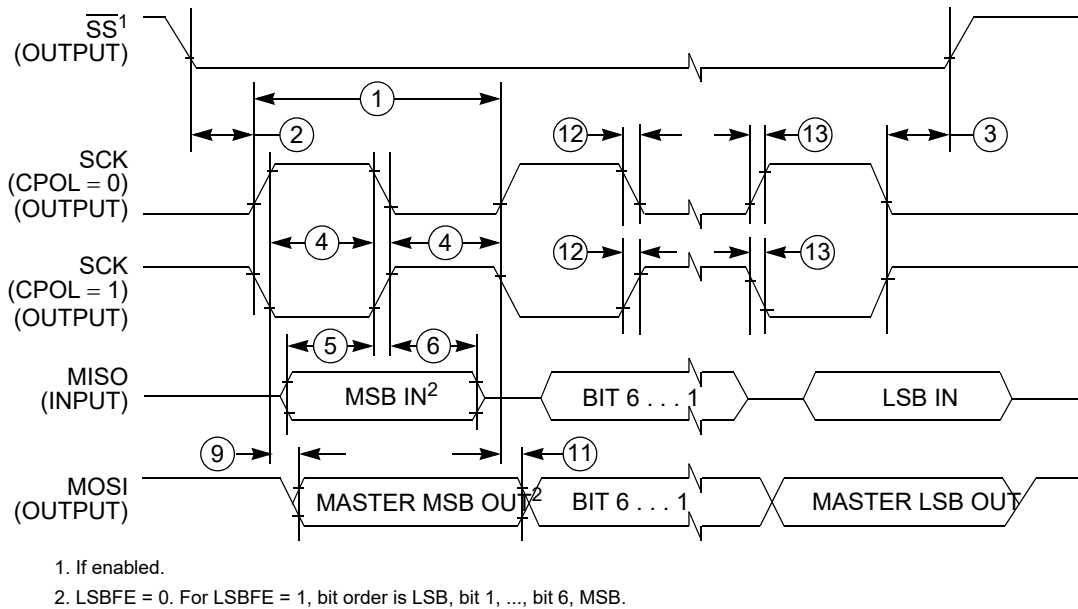 SS¹
(OUTPUT)
1
2
12
13
3
SCK
(CPOL = 0)
(OUTPUT)
4
4
SCK
(CPOL = 1)
(OUTPUT)
12
13
5
6
MISO
(INPUT)
MSB IN²
BIT 6 . . . 1
LSB IN
9
11
MOSI
(OUTPUT)
MASTER MSB OUT²
BIT 6 . . . 1
MASTER LSB OUT
1. If enabled.
2. LSBFE = 0. For LSBFE = 1, bit order is LSB, bit 1, ..., bit 6, MSB.